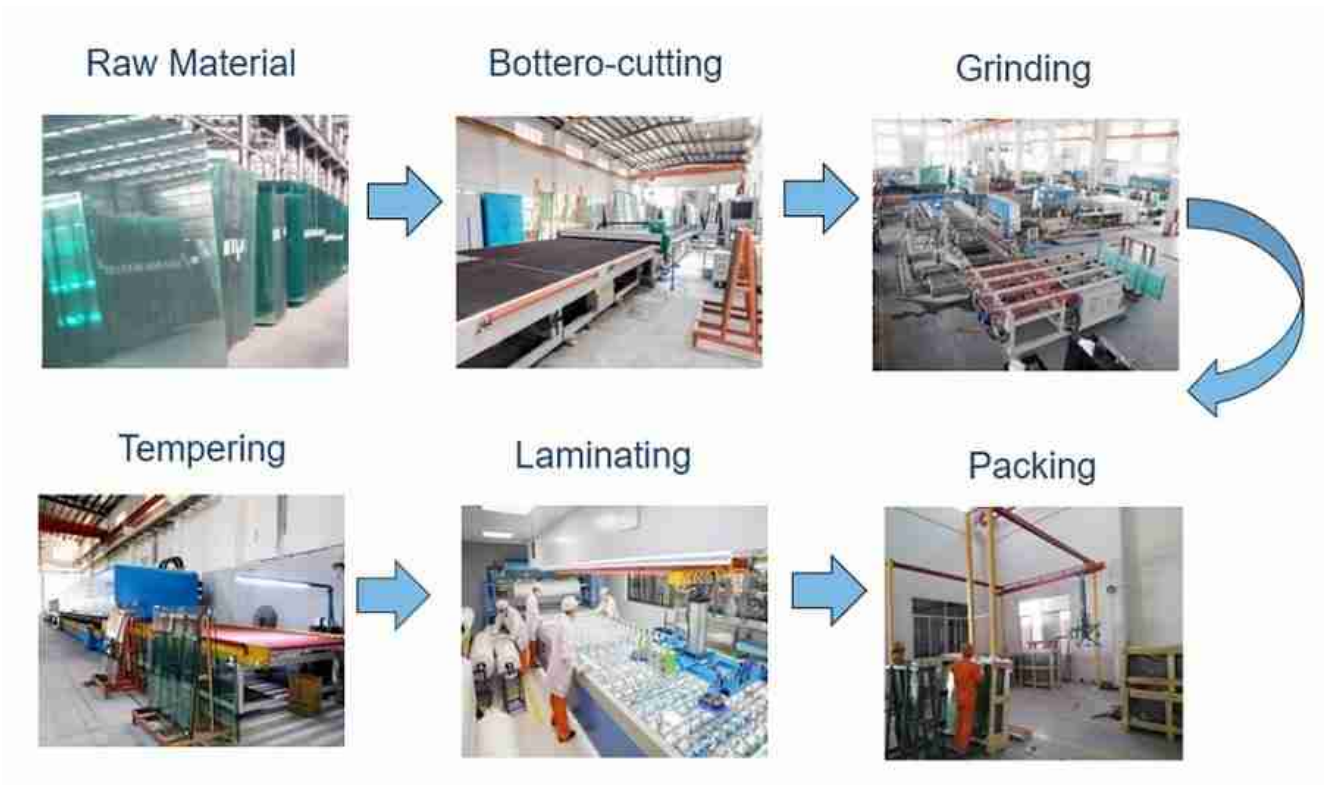 Raw Material
Bottero-cutting
Grinding
Tempering
Laminating
Packing